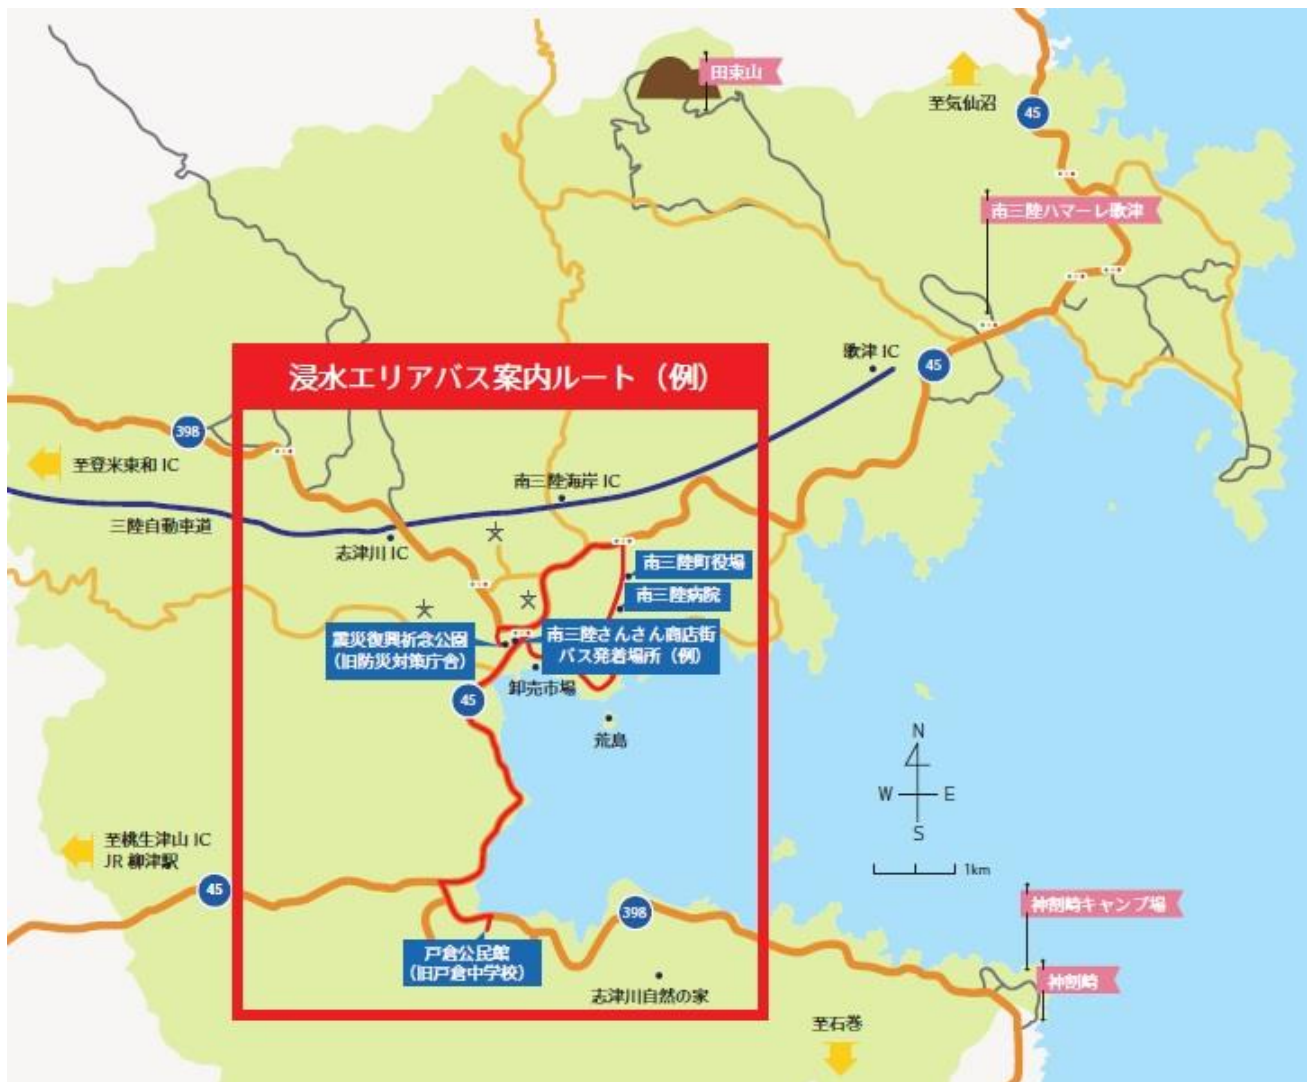 田束山
至気仙沼
45
南三陸ハマーレ歌津
歌津 IC
45
浸水エリアバス案内ルート（例）
398
至登米東和 IC
南三陸海岸 IC
三陸自動車道
志津川 IC
南三陸町役場
南三陸病院
震災復興祈念公園
（旧防災対策庁舎）
南三陸さんさん商店街
バス発着場所（例）
卸売市場
45
荒島
N
W
E
S
1km
至桃生津山 IC
JR 柳津駅
45
398
神割崎キャンプ場
戸倉公民館
（旧戸倉中学校）
神割崎
志津川自然の家
至石巻